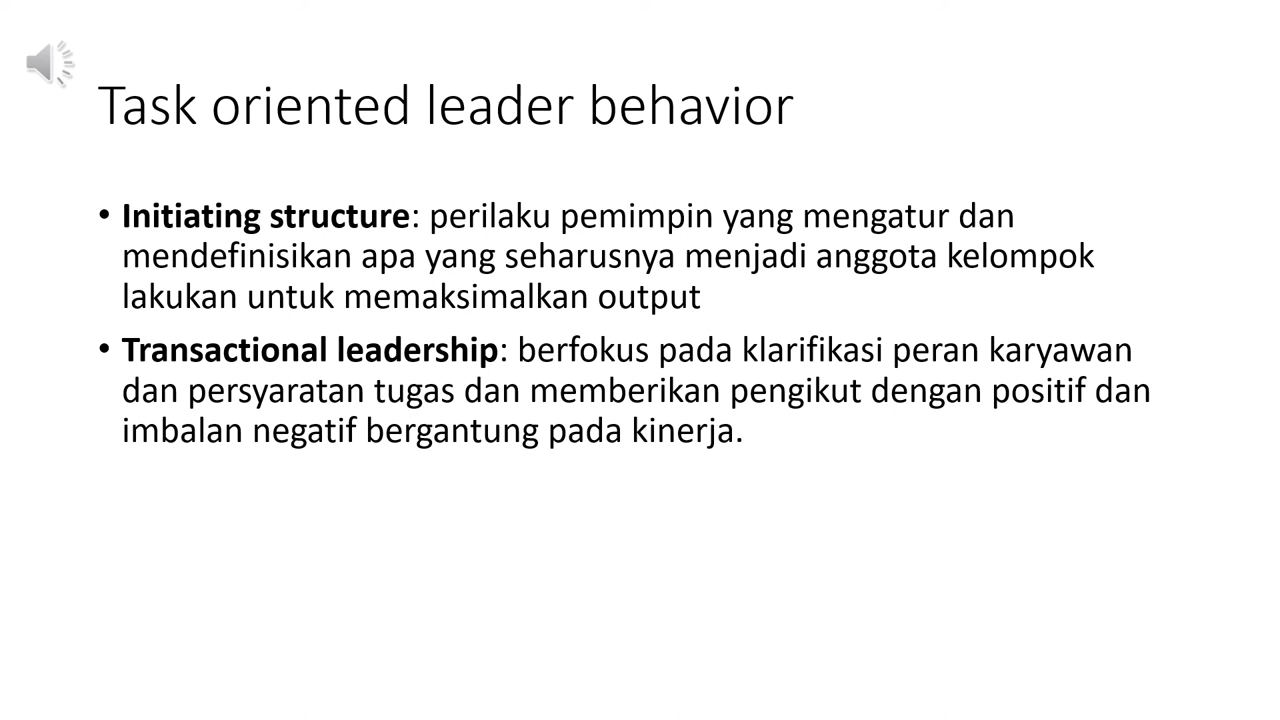 Task oriented leader behavior
• Initiating structure: perilaku pemimpin yang mengatur dan
mendefinisikan apa yang seharusnya menjadi anggota kelompok
lakukan untuk memaksimalkan output
• Transactional leadership: berfokus pada klarifikasi peran karyawan
dan persyaratan tugas dan memberikan pengikut dengan positif dan
imbalan negatif bergantung pada kinerja.